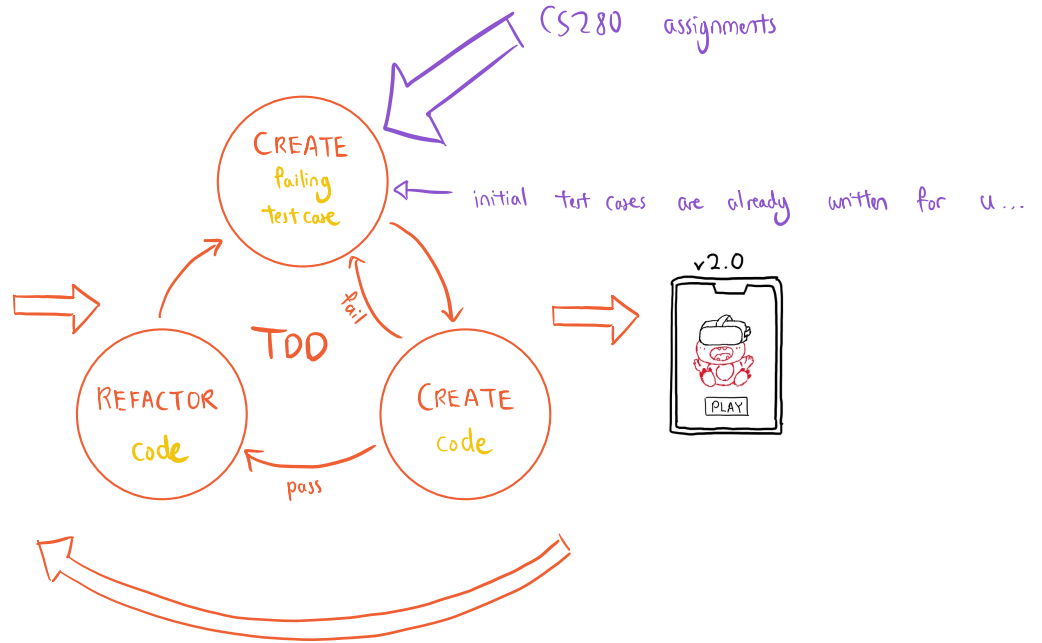 CS280 assignments
CREATE
failing
test case
initial test cases are already written for u...
v2.0
fail
TDD
REFACTOR
code
CREATE
code
PLAY
pass